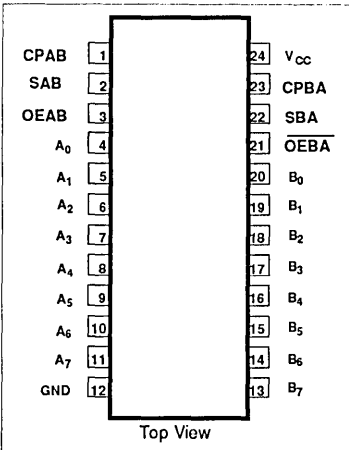 CPAB 1 24 VCC
SAB 2 23 CPBA
OEAB 3 22 SBA
A0 4 21 OEBA
A1 5 20 B0
A2 6 19 B1
A3 7 18 B2
A4 8 17 B3
A5 9 16 B4
A6 10 15 B5
A7 11 14 B6
GND 12 13 B7
Top View